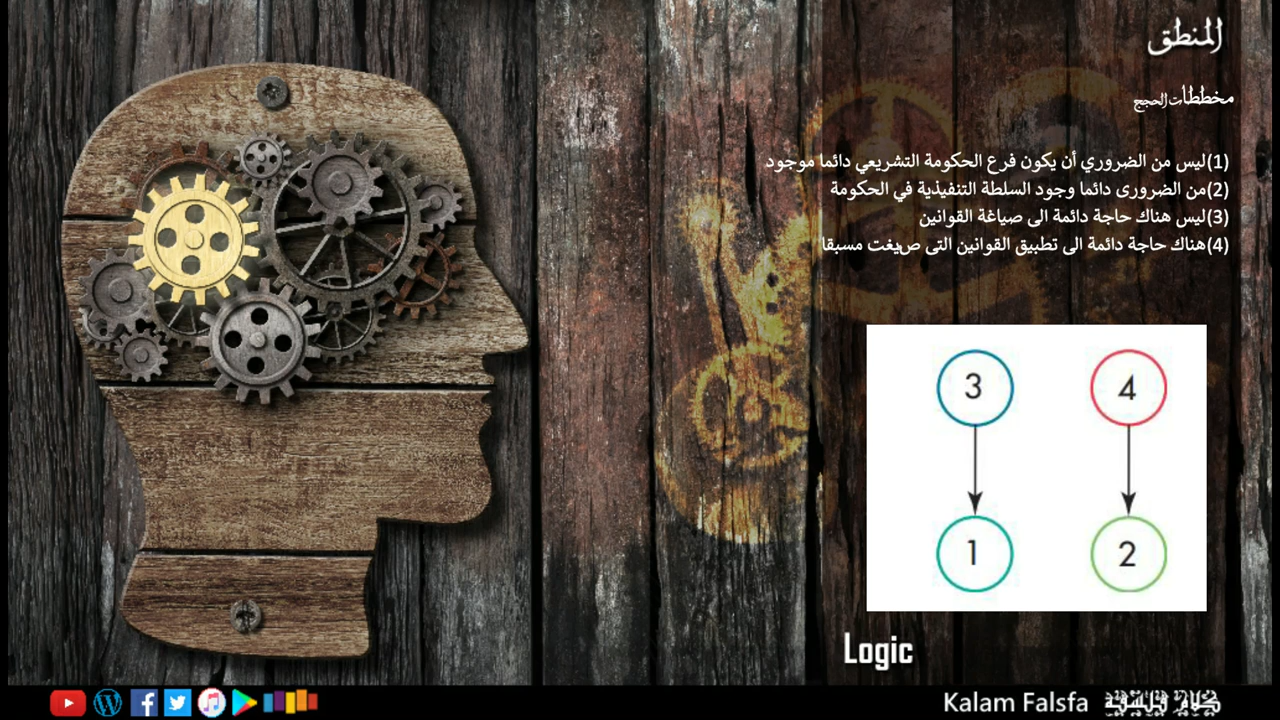 المنطق
مخططات الحجج
(1)ليس من الضروري أن يكون فرع الحكومة التشريعي دائما موجود
(2)من الضرورى دائما وجود السلطة التنفيذية في الحكومة
(3)ليس هناك حاجة دائمة الى صياغة القوانين
(4)هناك حاجة دائمة الى تطبيق القوانين التى صيغت مسبقا
3 4
1 2
Logic
Kalam Falsfa كلام فلسفة